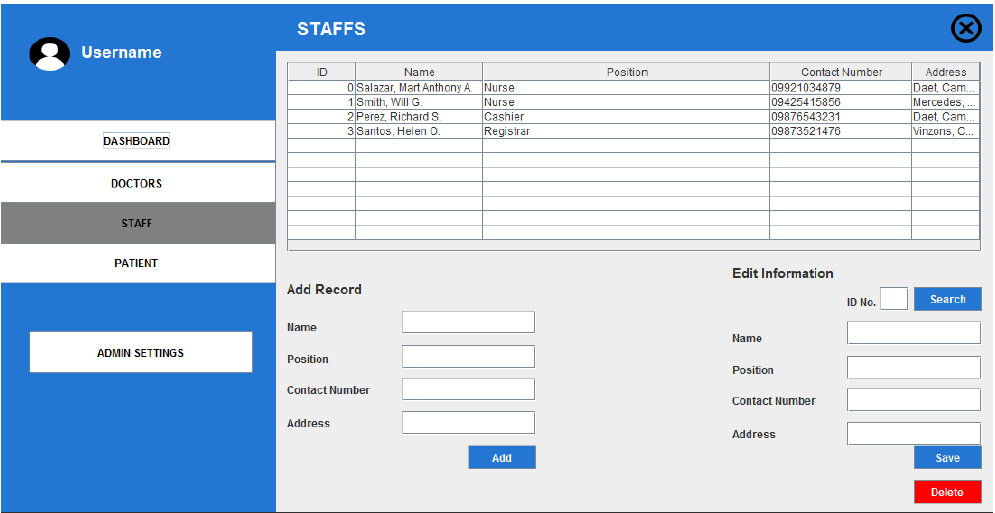 STAFFS
Username
DASHBOARD
DOCTORS
STAFF
PATIENT
ADMIN SETTINGS
ID Name Position Contact Number Address
0 Salazar, Mart Anthony A. Nurse 09921034879 Daet, Cam...
1 Smith, Will G. Nurse 09425415856 Mercedes, ...
2 Perez, Richard S. Cashier 09876543231 Daet, Cam...
3 Santos, Helen O. Registrar 09873521476 Vinzons, C...
Add Record
Name
Position
Contact Number
Address
Add
Edit Information
ID No. Search
Name
Position
Contact Number
Address
Save
Delete